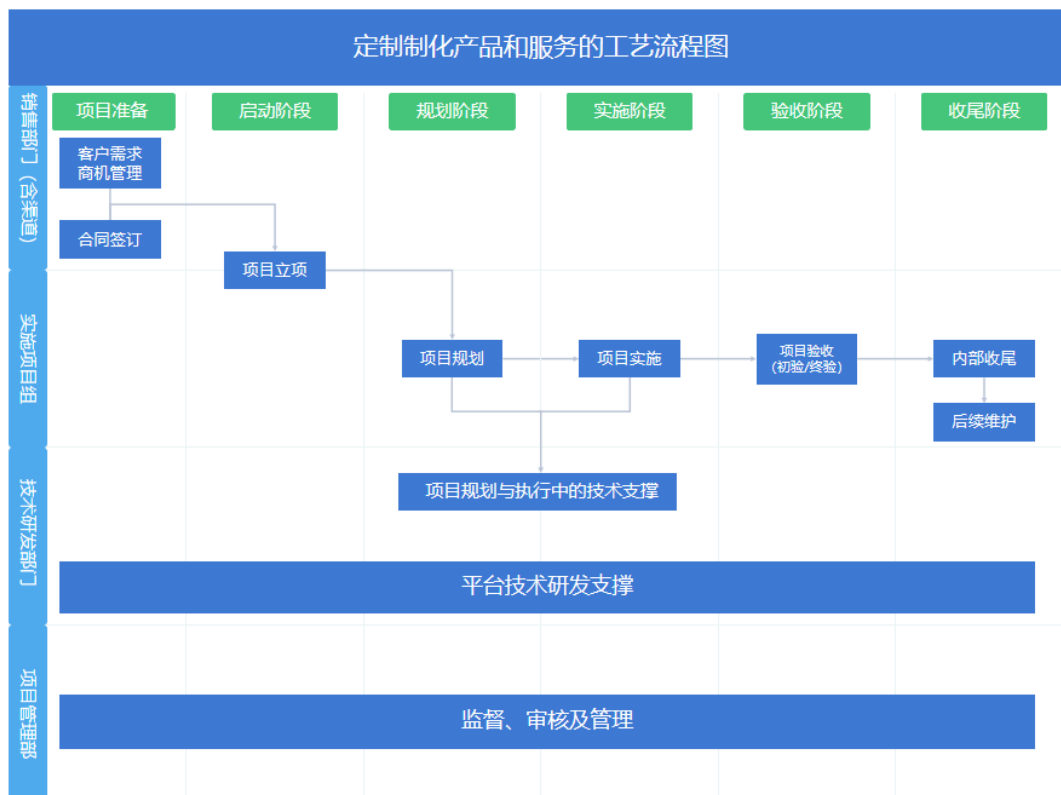 定制制化产品和服务的工艺流程图
项目准备
启动阶段
规划阶段
实施阶段
验收阶段
收尾阶段
销售部门（含渠道）
客户需求
商机管理
合同签订
项目立项
实施项目组
项目规划
项目实施
项目验收
(初验/终验)
内部收尾
后续维护
技术研发部门
项目规划与执行中的技术支撑
平台技术研发支撑
项目管理部
监督、审核及管理